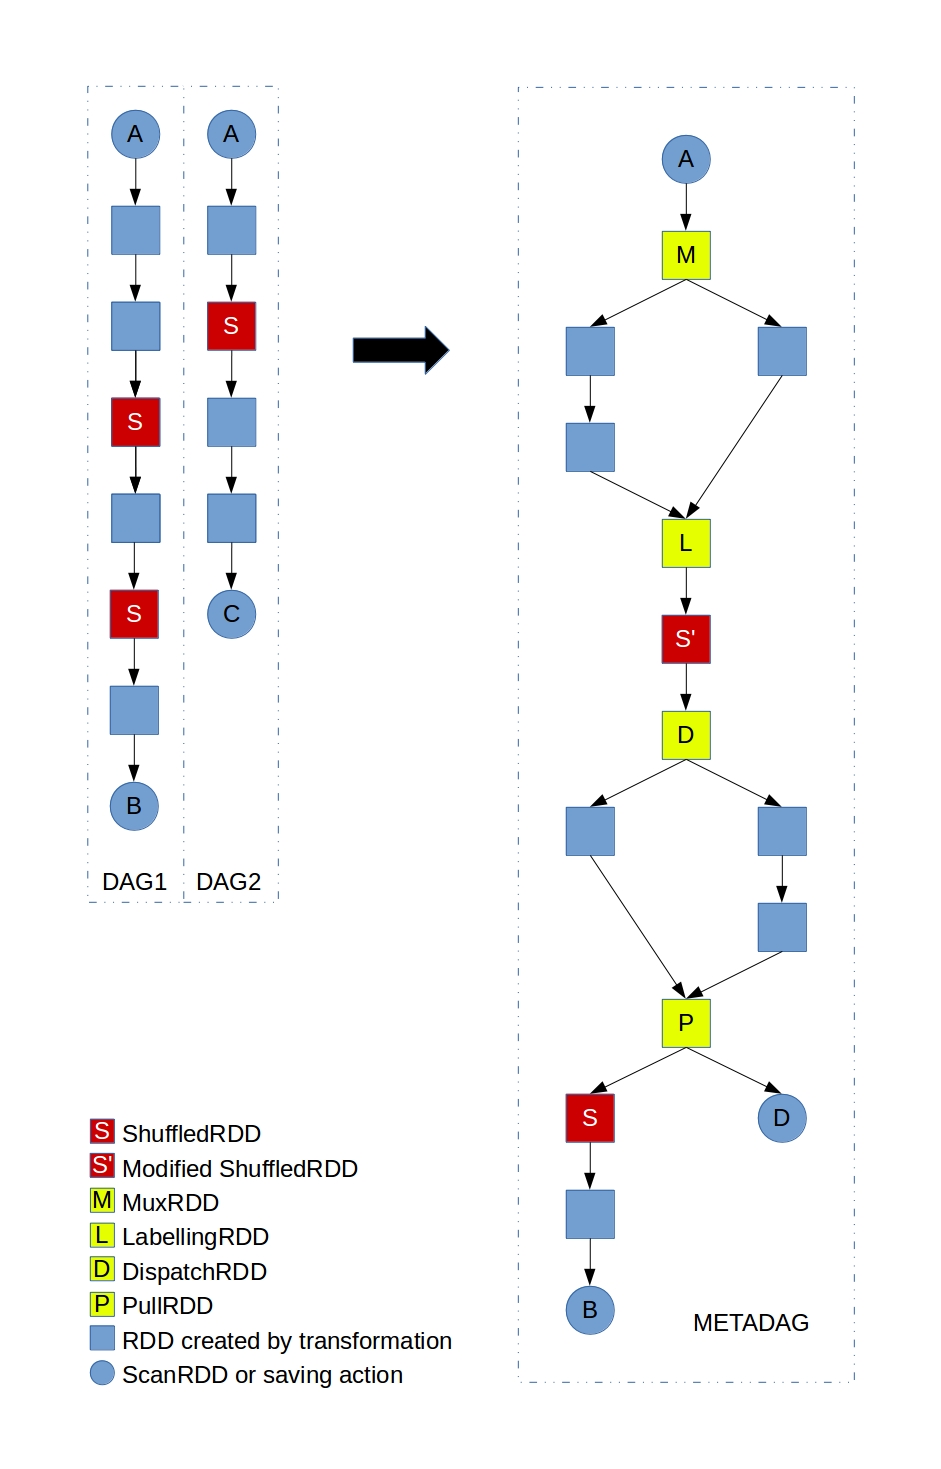 A
S
S
B
DAG1
A
S
C
DAG2
A
M
L
S'
D
P
S
D
B
METADAG
S ShuffledRDD
S' Modified ShuffledRDD
M MuxRDD
L LabellingRDD
D DispatchRDD
P PullRDD
RDD created by transformation
ScanRDD or saving action